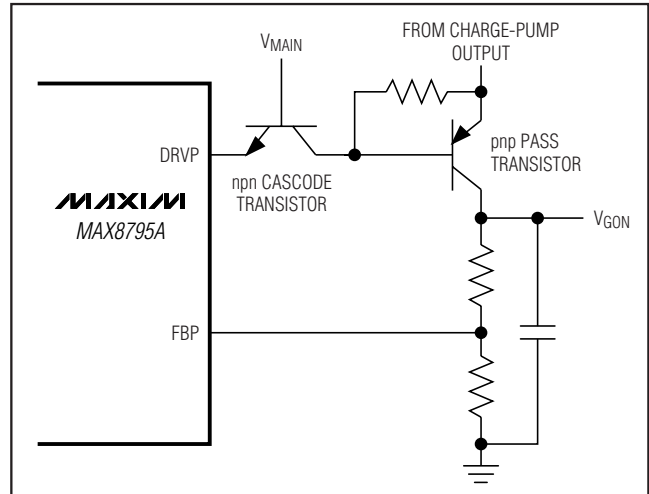 FROM CHARGE-PUMP
OUTPUT
VMAIN
DRVP
npn CASCODE
TRANSISTOR
pnp PASS
TRANSISTOR
MAXIM
MAX8795A
VGON
FBP